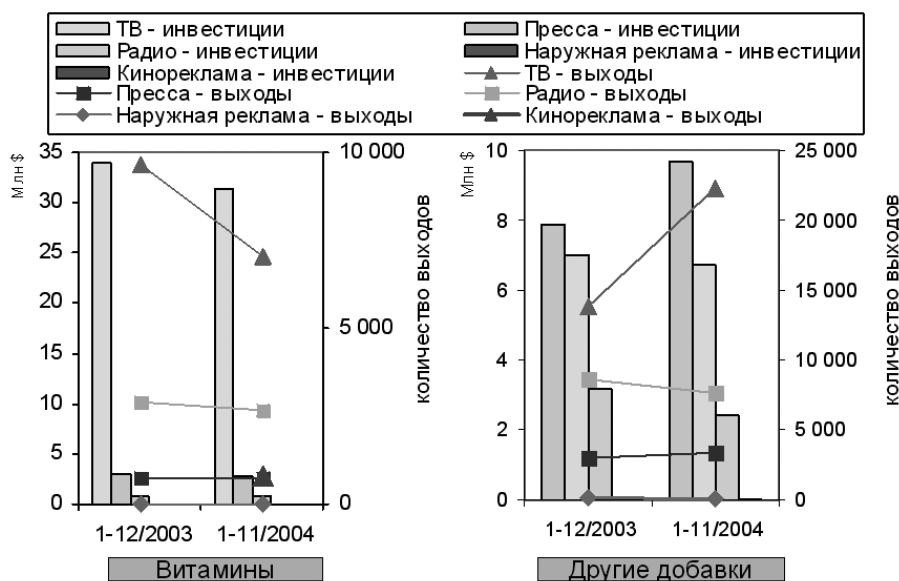 ТВ - инвестиции
Пресса - инвестиции
Радио - инвестиции
Наружная реклама - инвестиции
Кинореклама - инвестиции
ТВ - выходы
Пресса - выходы
Радио - выходы
Наружная реклама - выходы
Кинореклама - выходы
Млн $
35
30
25
20
15
10
5
0
10 000
5 000
0
количество выходов
1-12/2003
1-11/2004
Витамины
Млн $
10
8
6
4
2
0
25 000
20 000
15 000
10 000
5 000
0
количество выходов
1-12/2003
1-11/2004
Другие добавки